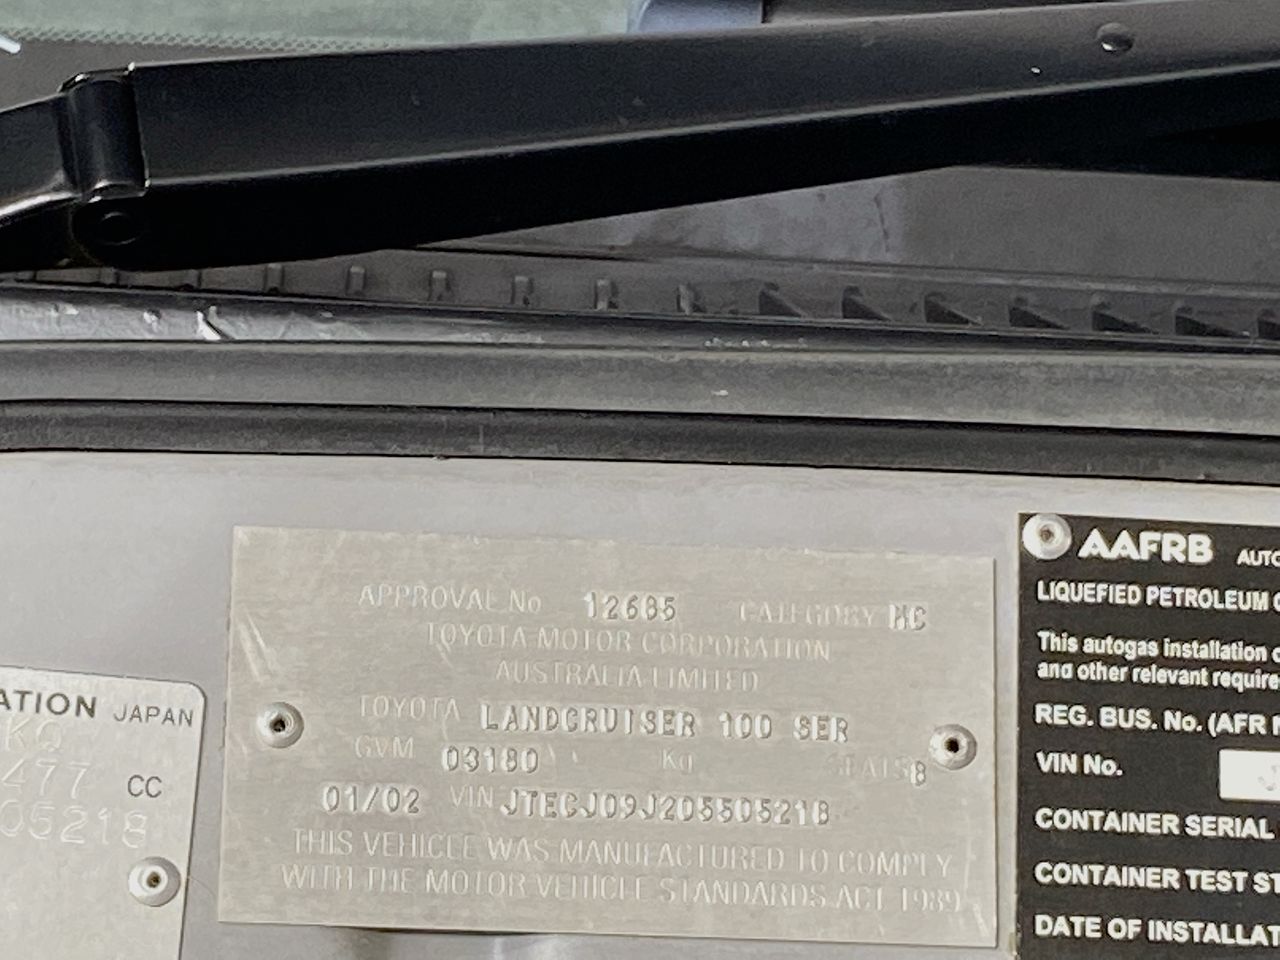 APPROVAL No 12685 CATEGORY MC
TOYOTA MOTOR CORPORATION
AUSTRALIA LIMITED
TOYOTA LANDCRUISER 100 SER
GVM 03180 Kg SEATS 8
01/02 VIN JTECJ09J205505218
THIS VEHICLE WAS MANUFACTURED TO COMPLY
WITH THE MOTOR VEHICLE STANDARDS ACT 1989
ATION JAPAN
KQ
477 CC
05218
AAFRB AUTO
LIQUEFIED PETROLEUM G
This autogas installation c
and other relevant require
REG. BUS. No. (AFR
VIN No. J
CONTAINER SERIAL
CONTAINER TEST ST
DATE OF INSTALLAT